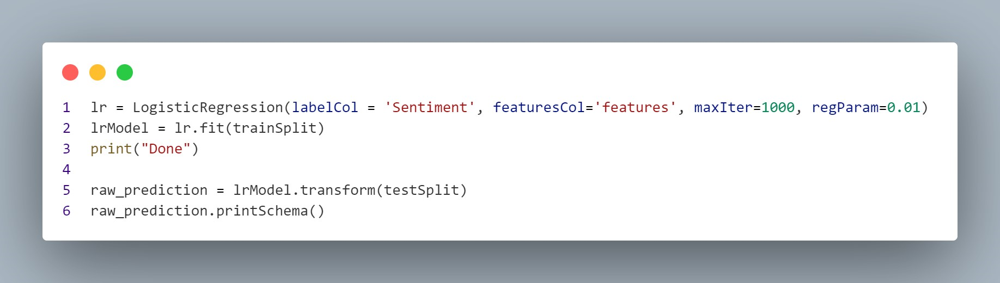 1 lr = LogisticRegression(labelCol = 'Sentiment', featuresCol='features', maxIter=1000, regParam=0.01)
2 lrModel = lr.fit(trainSplit)
3 print("Done")
4
5 raw_prediction = lrModel.transform(testSplit)
6 raw_prediction.printSchema()